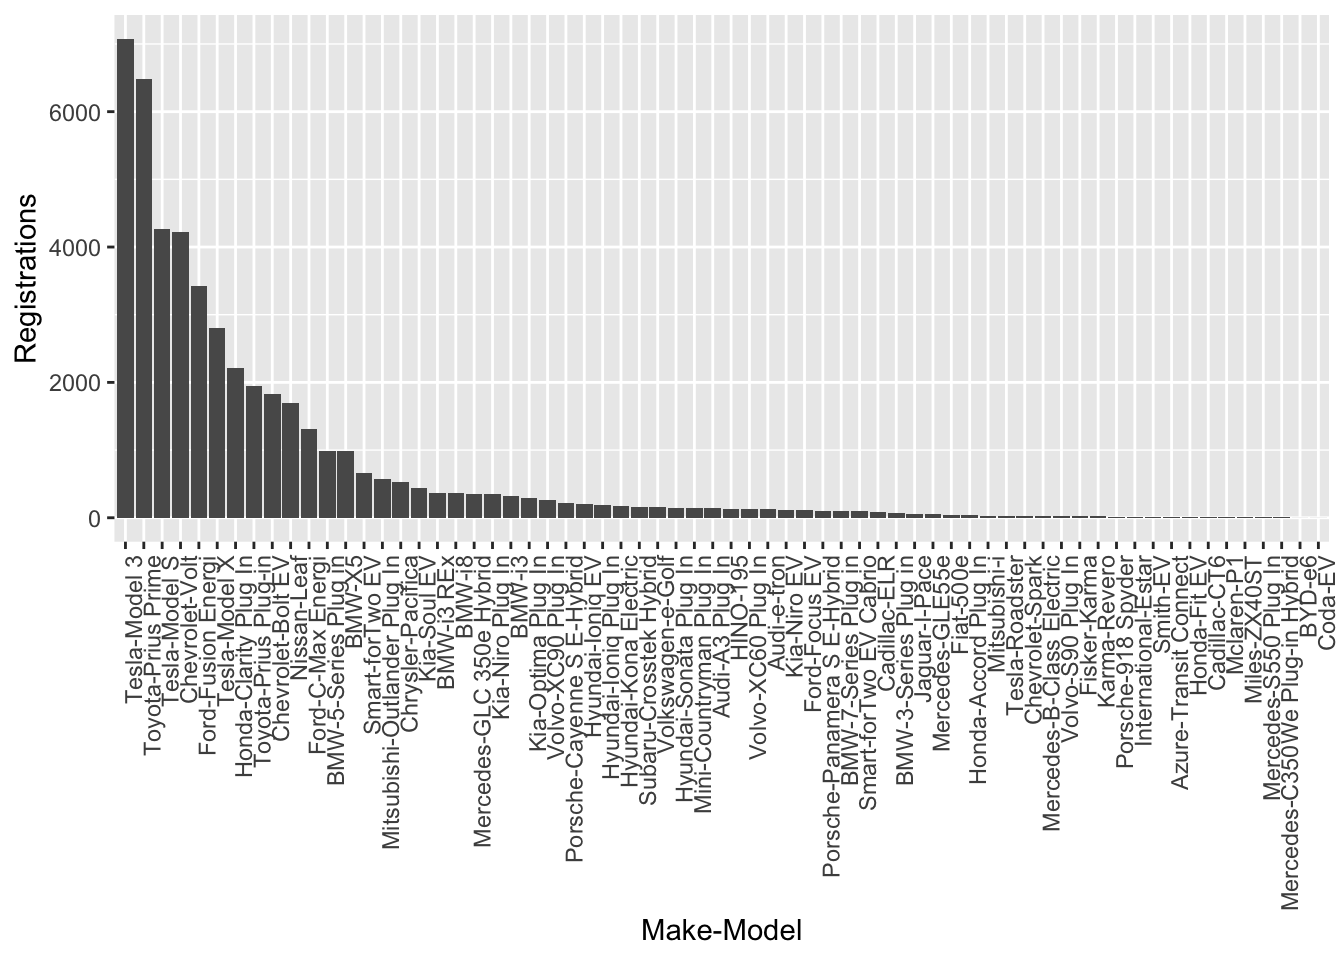 Registrations
6000
4000
2000
0
Tesla-Model 3
Toyota-Prius Prime
Tesla-Model S
Chevrolet-Volt
Ford-Fusion Energi
Tesla-Model X
Honda-Clarity Plug In
Toyota-Prius Plug-in
Chevrolet-Bolt EV
Nissan-Leaf
Ford-C-Max Energi
BMW-5-Series Plug in
BMW-X5
Smart-forTwo EV
Mitsubishi-Outlander Plug In
Chrysler-Pacifica
Kia-Soul EV
BMW-i3 REx
BMW-i8
Mercedes-GLC 350e Hybrid
Kia-Niro Plug In
BMW-i3
Kia-Optima Plug In
Volvo-XC90 Plug In
Porsche-Cayenne S E-Hybrid
Hyundai-Ioniq EV
Hyundai-Ioniq Plug In
Hyundai-Kona Electric
Subaru-Crosstek Hybrid
Volkswagen-e-Golf
Hyundai-Sonata Plug In
Mini-Countryman Plug In
Audi-A3 Plug In
HINO-195
Volvo-XC60 Plug In
Audi-e-tron
Kia-Niro EV
Ford-Focus EV
Porsche-Panamera S E-Hybrid
BMW-7-Series Plug in
Smart-forTwo EV Cabrio
Cadillac-ELR
BMW-3-Series Plug in
Jaguar-I-Pace
Mercedes-GLE55e
Fiat-500e
Honda-Accord Plug In
Mitsubishi-i
Tesla-Roadster
Chevrolet-Spark
Mercedes-B-Class Electric
Volvo-S90 Plug In
Fisker-Karma
Karma-Revero
Porsche-918 Spyder
International-Estar
Smith-EV
Azure-Transit Connect
Honda-Fit EV
Cadillac-CT6
Mclaren-P1
Miles-ZX40ST
Mercedes-S550 Plug In
Mercedes-C350We Plug-in Hybrid
BYD-e6
Coda-EV
Make-Model